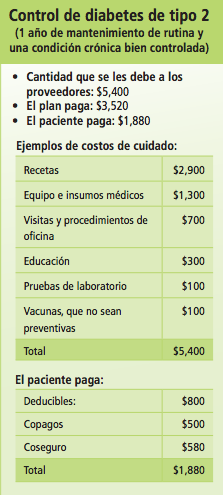 Control de diabetes de tipo 2
(1 año de mantenimiento de rutina y
una condición crónica bien controlada)
• Cantidad que se les debe a los
proveedores: $5,400
• El plan paga: $3,520
• El paciente paga: $1,880
Ejemplos de costos de cuidado:
Recetas $2,900
Equipo e insumos médicos $1,300
Visitas y procedimientos de $700
oficina
Educación $300
Pruebas de laboratorio $100
Vacunas, que no sean $100
preventivas
Total $5,400
El paciente paga:
Deducibles: $800
Copagos $500
Coseguro $580
Total $1,880